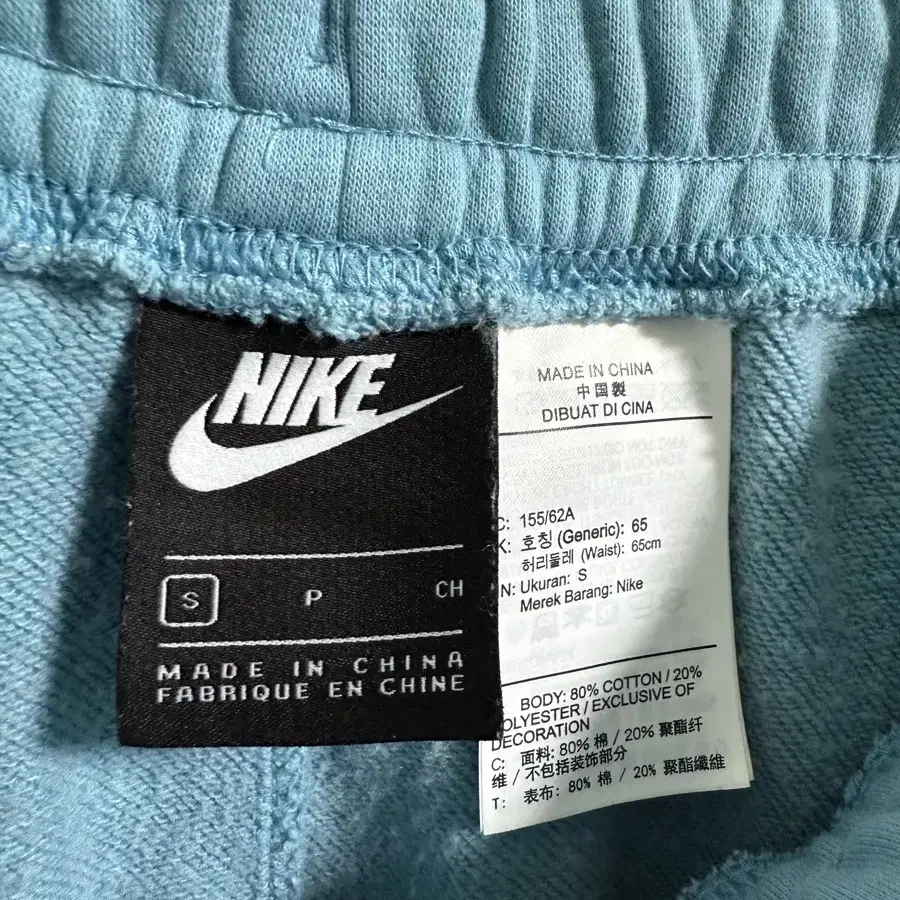 NIKE
S P CH
MADE IN CHINA
FABRIQUE EN CHINE
MADE IN CHINA
中国製
DIBUAT DI CINA
C: 155/62A
K: 호칭 (Generic): 65
허리둘레 (Waist): 65cm
N: Ukuran: S
Merek Barang: Nike
BODY: 80% COTTON / 20%
POLYESTER / EXCLUSIVE OF
DECORATION
C: 面料: 80% 棉 / 20% 聚酯纤
维 / 不包括装饰部分
T: 表布: 80% 棉 / 20% 聚酯纖維